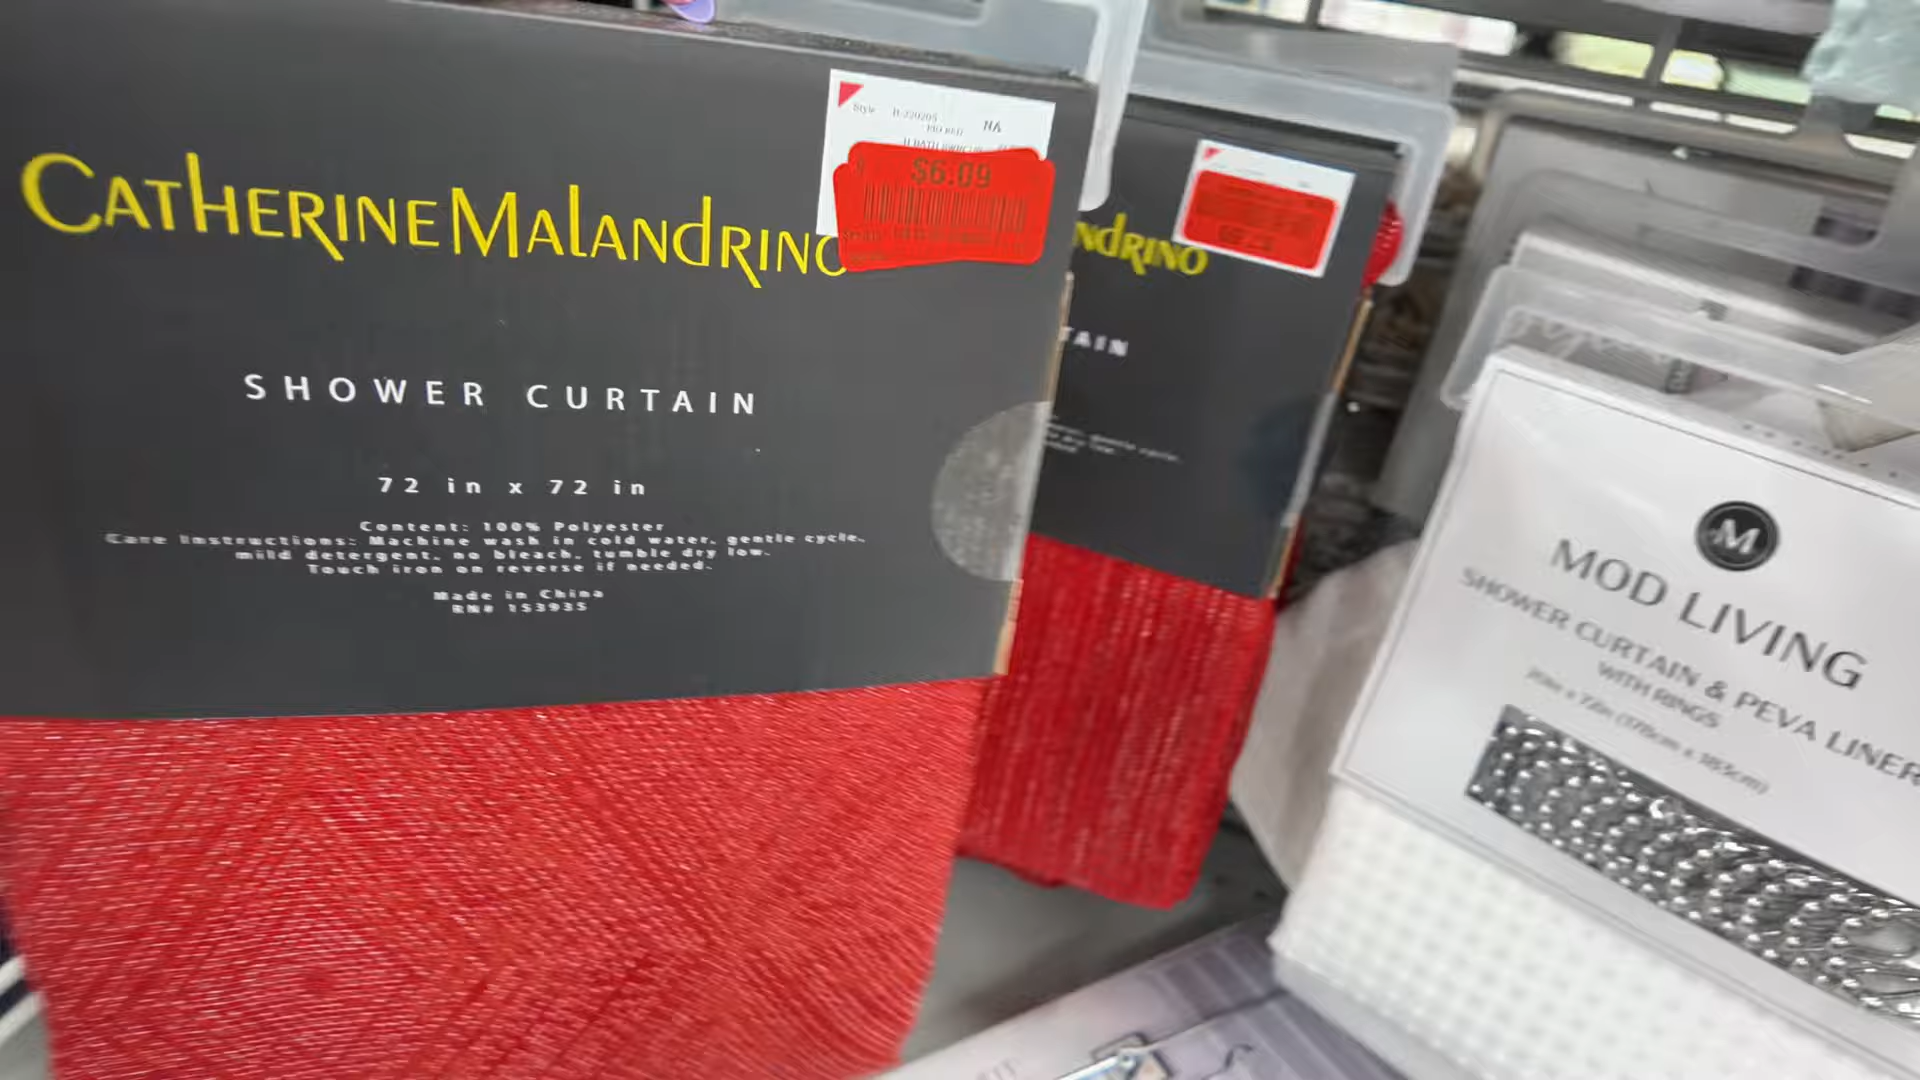 Style
NA
$6.09
CATHERINE MALANDRINO
SHOWER CURTAIN
72 in x 72 in
Content: 100% Polyester
Care Instructions: Machine wash in cold water, gentle cycle,
mild detergent, no bleach, tumble dry low.
Touch iron on reverse if needed.
Made in China
RN# 153935
NDRINO
TAIN
M
MOD LIVING
SHOWER CURTAIN & PEVA LINER
WITH RINGS